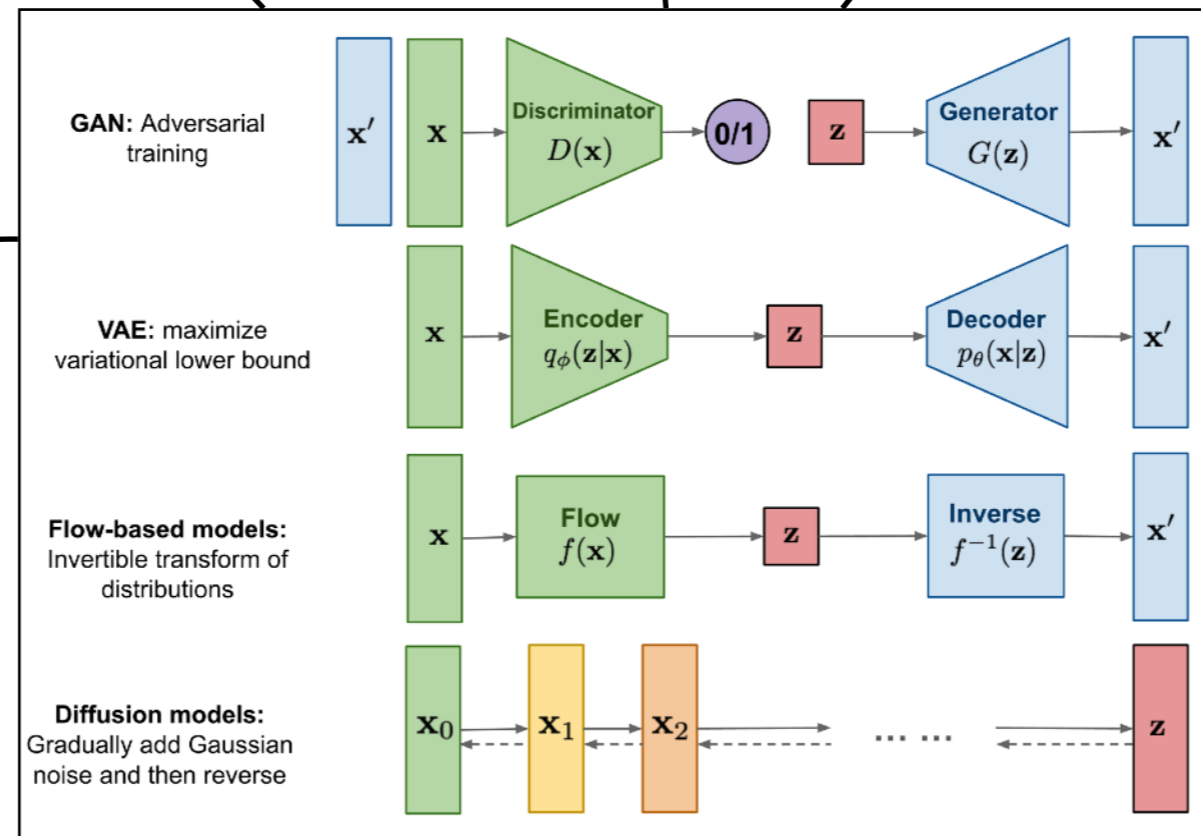 GAN: Adversarial
training
x′
x
Discriminator
D(x)
0/1
z
Generator
G(z)
x′
VAE: maximize
variational lower bound
x
Encoder
qϕ(z|x)
z
Decoder
pθ(x|z)
x′
Flow-based models:
Invertible transform of
distributions
x
Flow
f(x)
z
Inverse
f⁻¹(z)
x′
Diffusion models:
Gradually add Gaussian
noise and then reverse
x₀
x₁
x₂
... ...
z